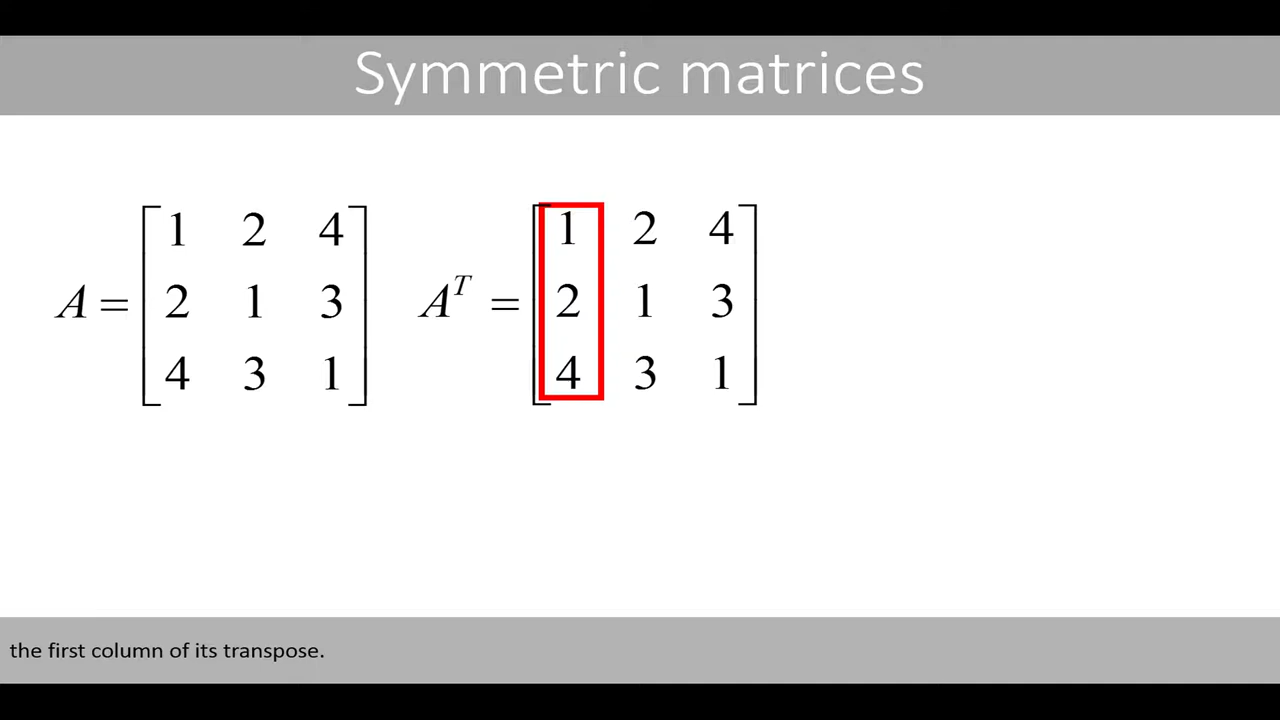 Symmetric matrices
A = [1 2 4  A^T = [1 2 4
2 1 3  2 1 3
4 3 1]  4 3 1]
the first column of its transpose.